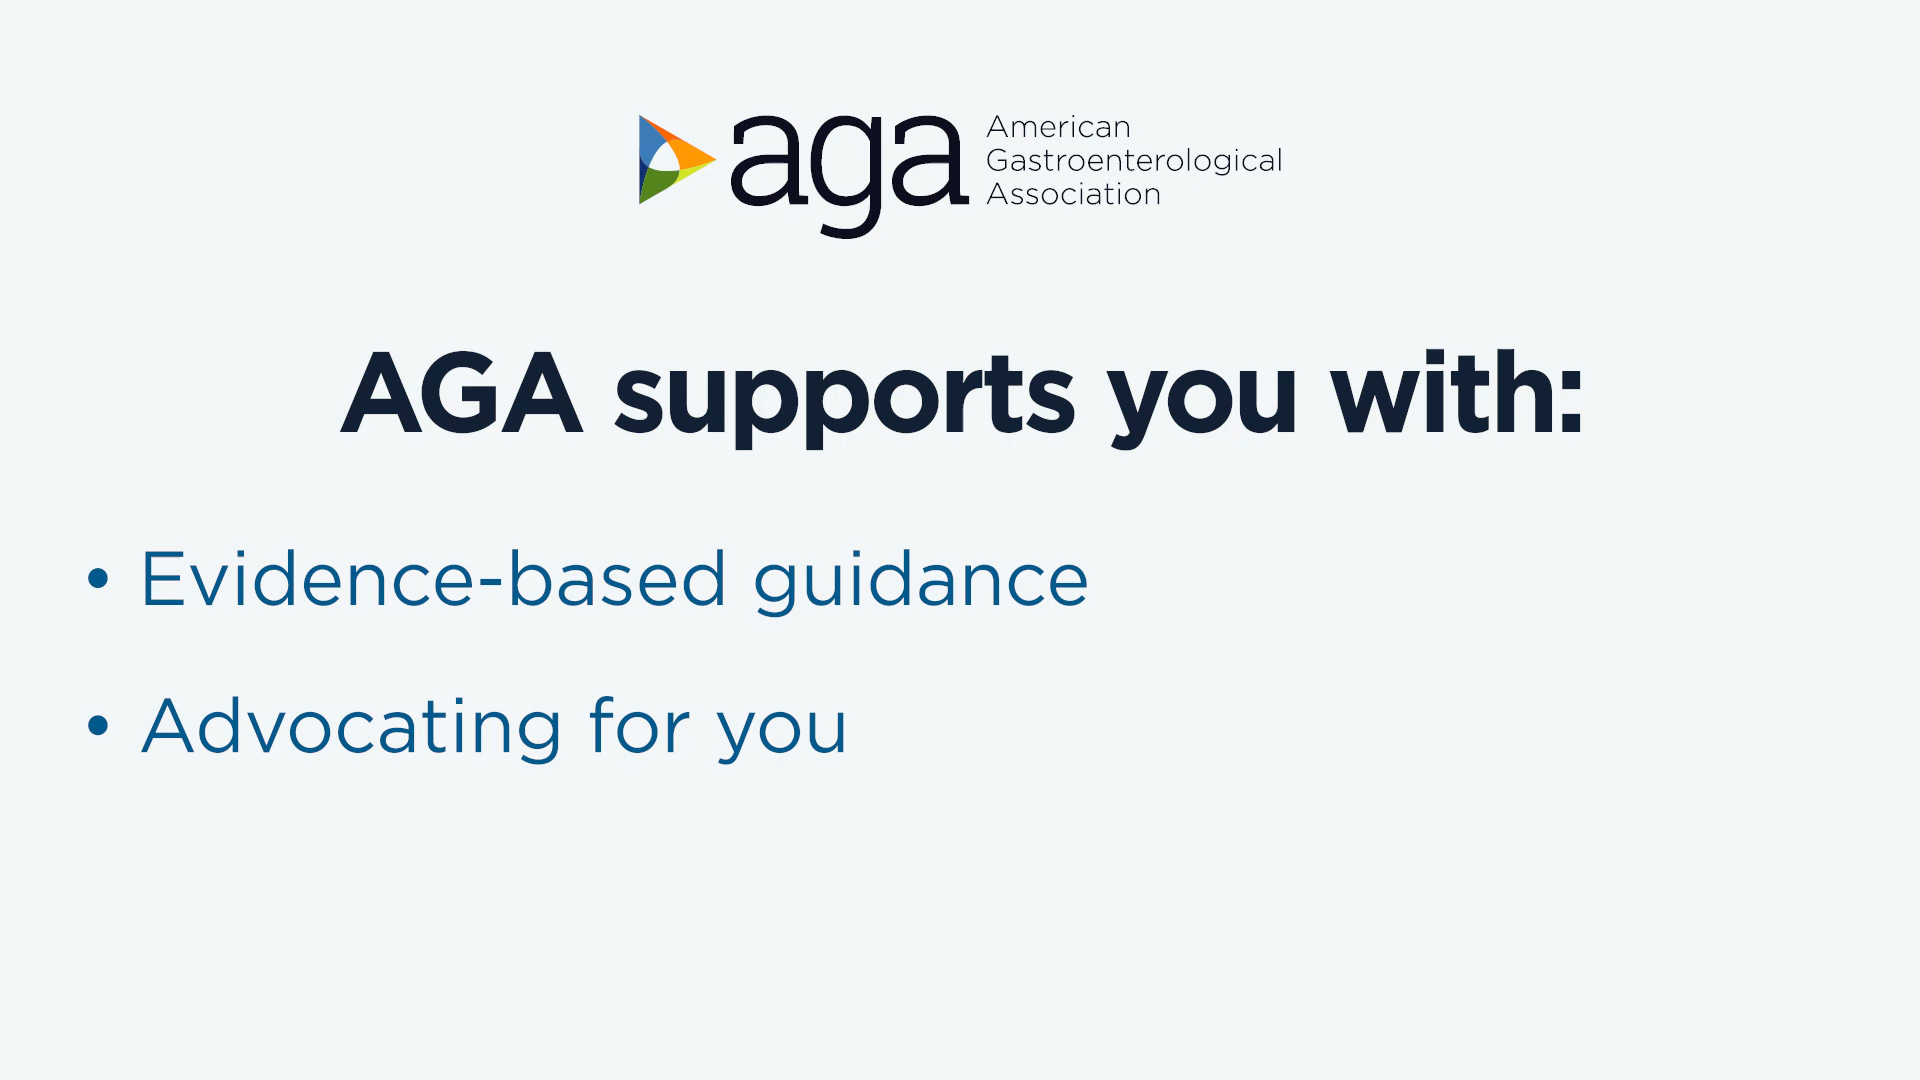 aga
American
Gastroenterological
Association
AGA supports you with:
• Evidence-based guidance
• Advocating for you